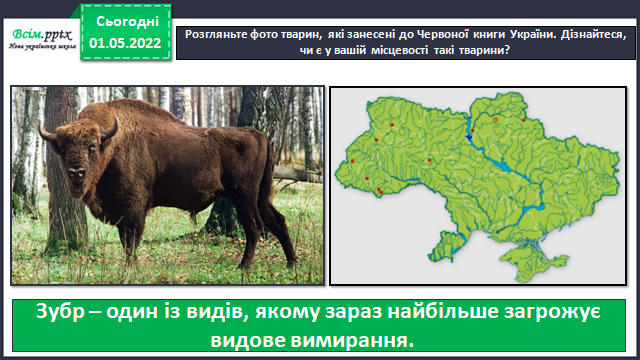 Сьогодні
01.05.2022
Всім.pptx
Нова українська школа
Розгляньте фото тварин, які занесені до Червоної книги України. Дізнайтеся,
чи є у вашій місцевості такі тварини?
Зубр – один із видів, якому зараз найбільше загрожує
видове вимирання.